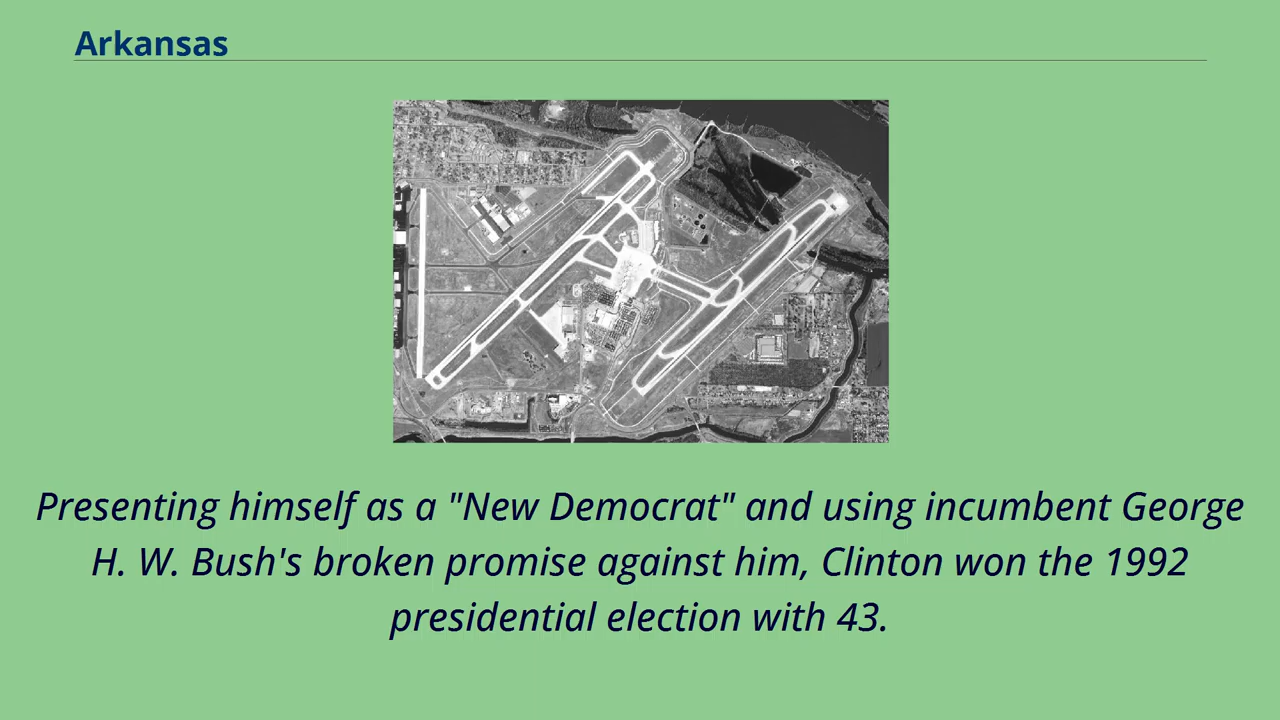 Arkansas
Presenting himself as a "New Democrat" and using incumbent George
H. W. Bush's broken promise against him, Clinton won the 1992
presidential election with 43.